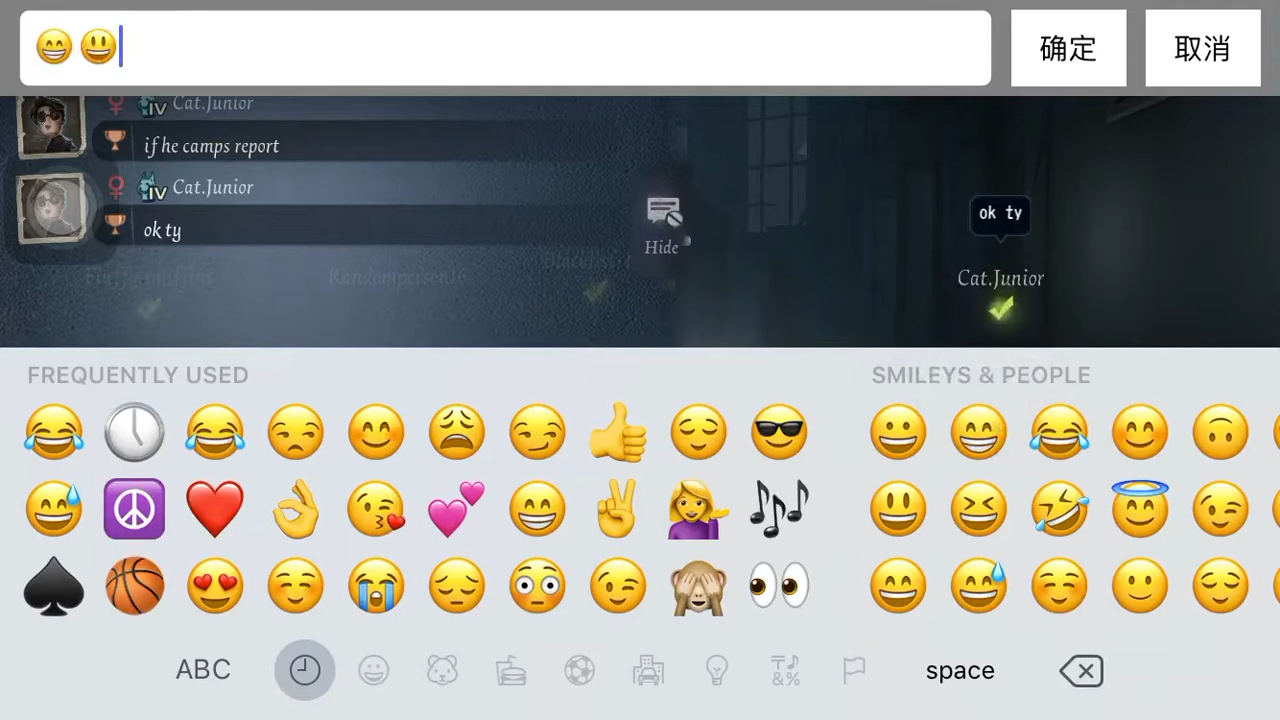 😁😃 确定 取消
Cat.Junior
if he camps report
Cat.Junior
ok ty
Hide
ok ty
Cat.Junior
Randomperson16
FREQUENTLY USED
SMILEYS & PEOPLE
ABC
space